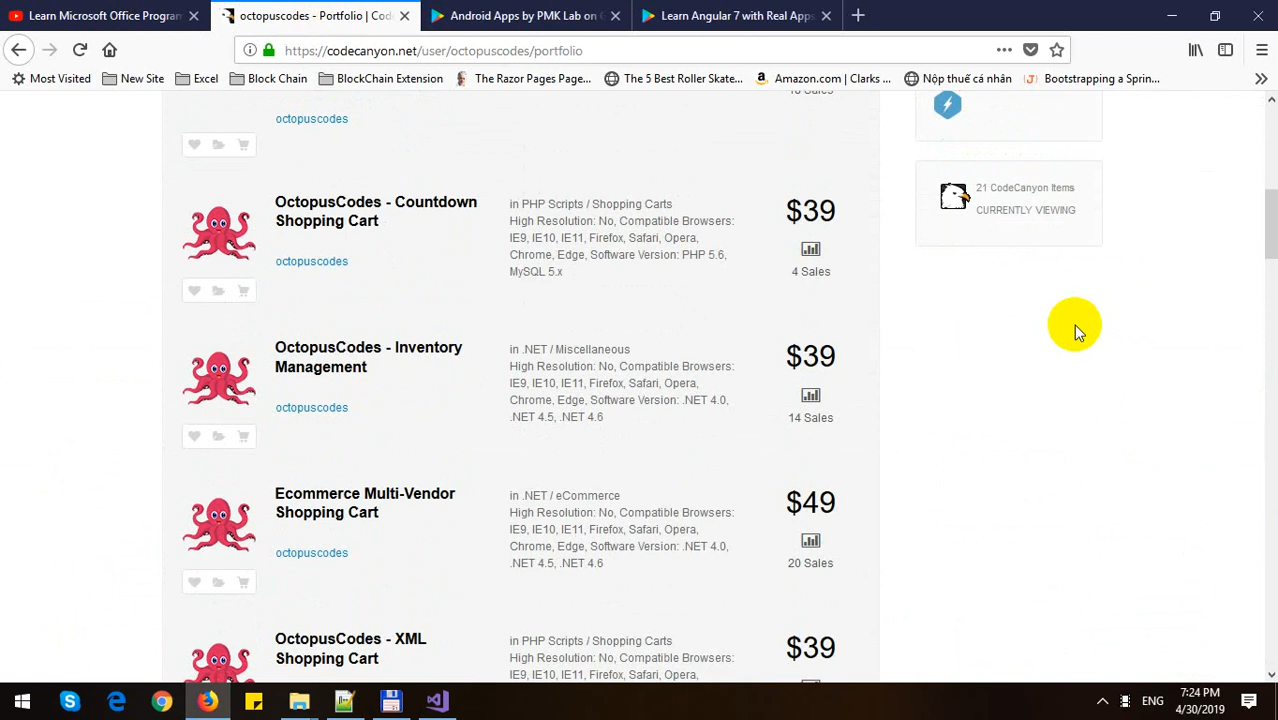 Learn Microsoft Office Program
octopuscodes - Portfolio | Code
Android Apps by PMK Lab on G
Learn Angular 7 with Real Apps
https://codecanyon.net/user/octopuscodes/portfolio
Most Visited
New Site
Excel
Block Chain
BlockChain Extension
The Razor Pages Page...
The 5 Best Roller Skate...
Amazon.com | Clarks ...
Nộp thuế cá nhân
Bootstrapping a Sprin...
octopuscodes
OctopusCodes - Countdown
Shopping Cart
octopuscodes
in PHP Scripts / Shopping Carts
High Resolution: No, Compatible Browsers:
IE9, IE10, IE11, Firefox, Safari, Opera,
Chrome, Edge, Software Version: PHP 5.6,
MySQL 5.x
$39
4 Sales
OctopusCodes - Inventory
Management
octopuscodes
in .NET / Miscellaneous
High Resolution: No, Compatible Browsers:
IE9, IE10, IE11, Firefox, Safari, Opera,
Chrome, Edge, Software Version: .NET 4.0,
.NET 4.5, .NET 4.6
$39
14 Sales
Ecommerce Multi-Vendor
Shopping Cart
octopuscodes
in .NET / eCommerce
High Resolution: No, Compatible Browsers:
IE9, IE10, IE11, Firefox, Safari, Opera,
Chrome, Edge, Software Version: .NET 4.0,
.NET 4.5, .NET 4.6
$49
20 Sales
OctopusCodes - XML
Shopping Cart
in PHP Scripts / Shopping Carts
High Resolution: No, Compatible Browsers:
IE9, IE10, IE11, Firefox, Safari, Opera,
$39
21 CodeCanyon Items
CURRENTLY VIEWING
ENG
7:24 PM
4/30/2019